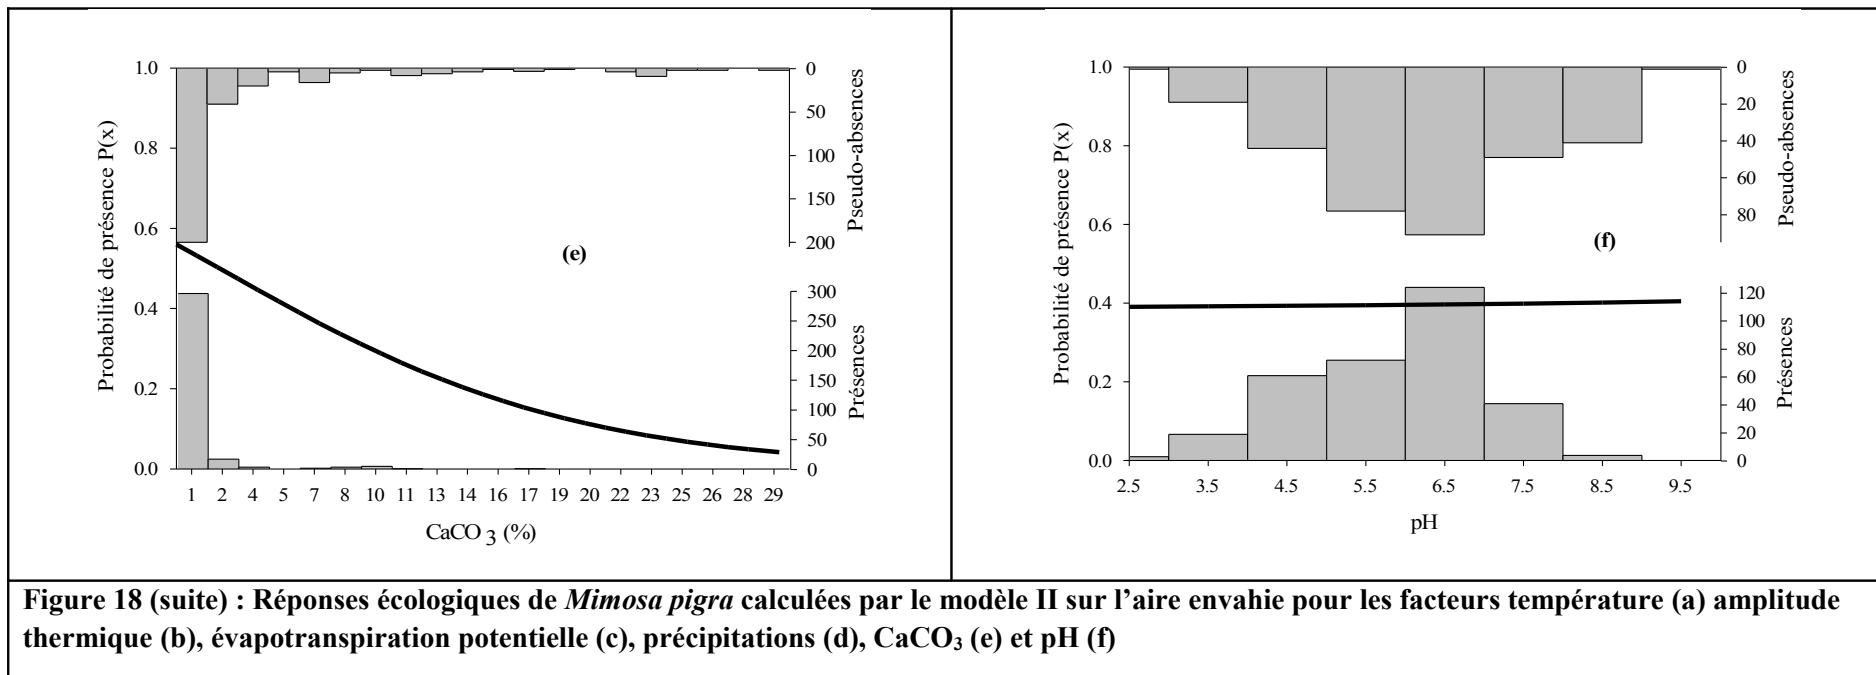 1.0
0.8
0.6
0.4
0.2
0.0
Probabilité de présence P(x)
0
50
100
150
200
Pseudo-absences
300
250
200
150
100
50
0
Présences
(e)
1 2 4 5 7 8 10 11 13 14 16 17 19 20 22 23 25 26 28 29
CaCO 3 (%)
1.0
0.8
0.6
0.4
0.2
0.0
Probabilité de présence P(x)
0
20
40
60
80
Pseudo-absences
120
100
80
60
40
20
0
Présences
(f)
2.5 3.5 4.5 5.5 6.5 7.5 8.5 9.5
pH
Figure 18 (suite) : Réponses écologiques de Mimosa pigra calculées par le modèle II sur l’aire envahie pour les facteurs température (a) amplitude
thermique (b), évapotranspiration potentielle (c), précipitations (d), CaCO₃ (e) et pH (f)